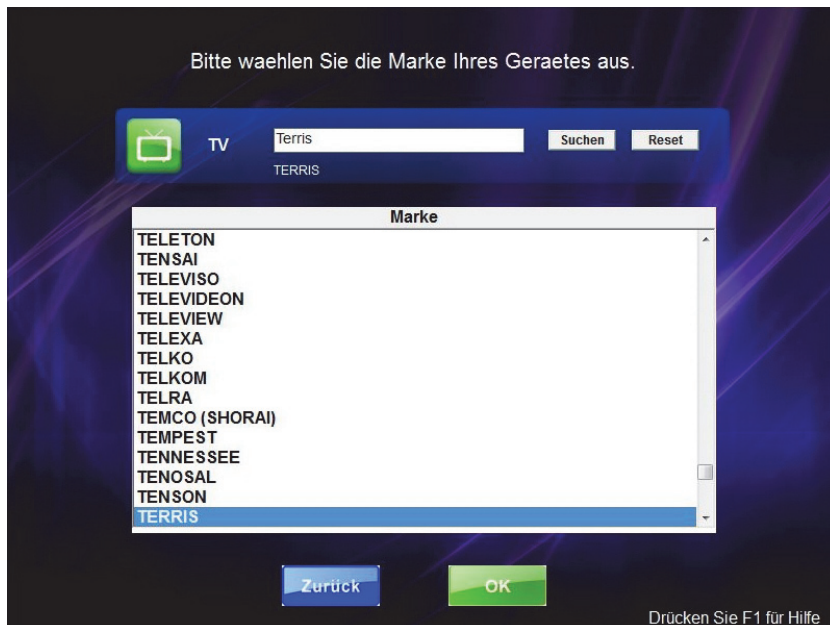 Bitte waehlen Sie die Marke Ihres Geraetes aus.
TV Terris Suchen Reset
TERRIS
Marke
TELETON
TENSAI
TELEVISO
TELEVIDEON
TELEVIEW
TELEXA
TELKO
TELKOM
TELRA
TEMCO (SHORAI)
TEMPEST
TENNESSEE
TENOSAL
TENSON
TERRIS
Zurück OK
Drücken Sie F1 für Hilfe